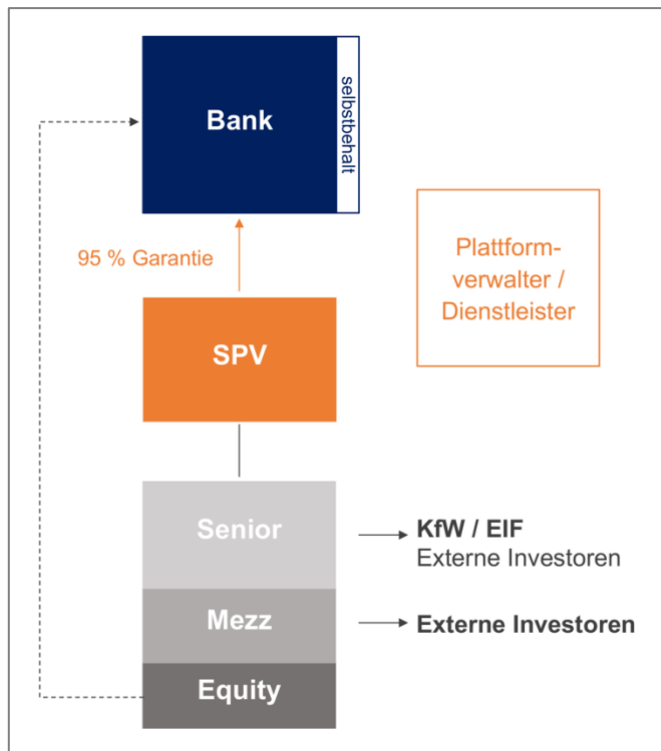 Bank
selbstbehalt
95 % Garantie
Plattform-
verwalter /
Dienstleister
SPV
Senior
KfW / EIF
Externe Investoren
Mezz
Externe Investoren
Equity